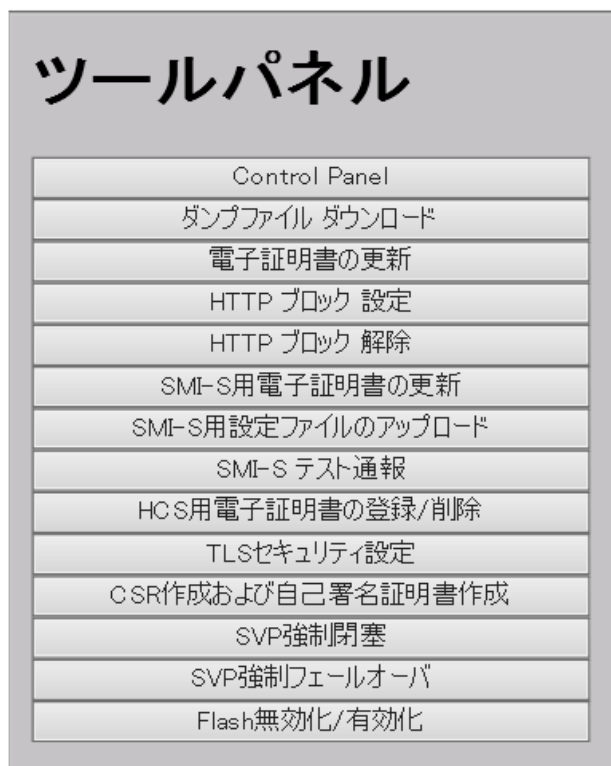 ツールパネル
Control Panel
ダンプファイル ダウンロード
電子証明書の更新
HTTP ブロック 設定
HTTP ブロック 解除
SMI-S用電子証明書の更新
SMI-S用設定ファイルのアップロード
SMI-S テスト通報
HCS用電子証明書の登録/削除
TLSセキュリティ設定
CSR作成および自己署名証明書作成
SVP強制閉塞
SVP強制フェールオーバ
Flash無効化/有効化